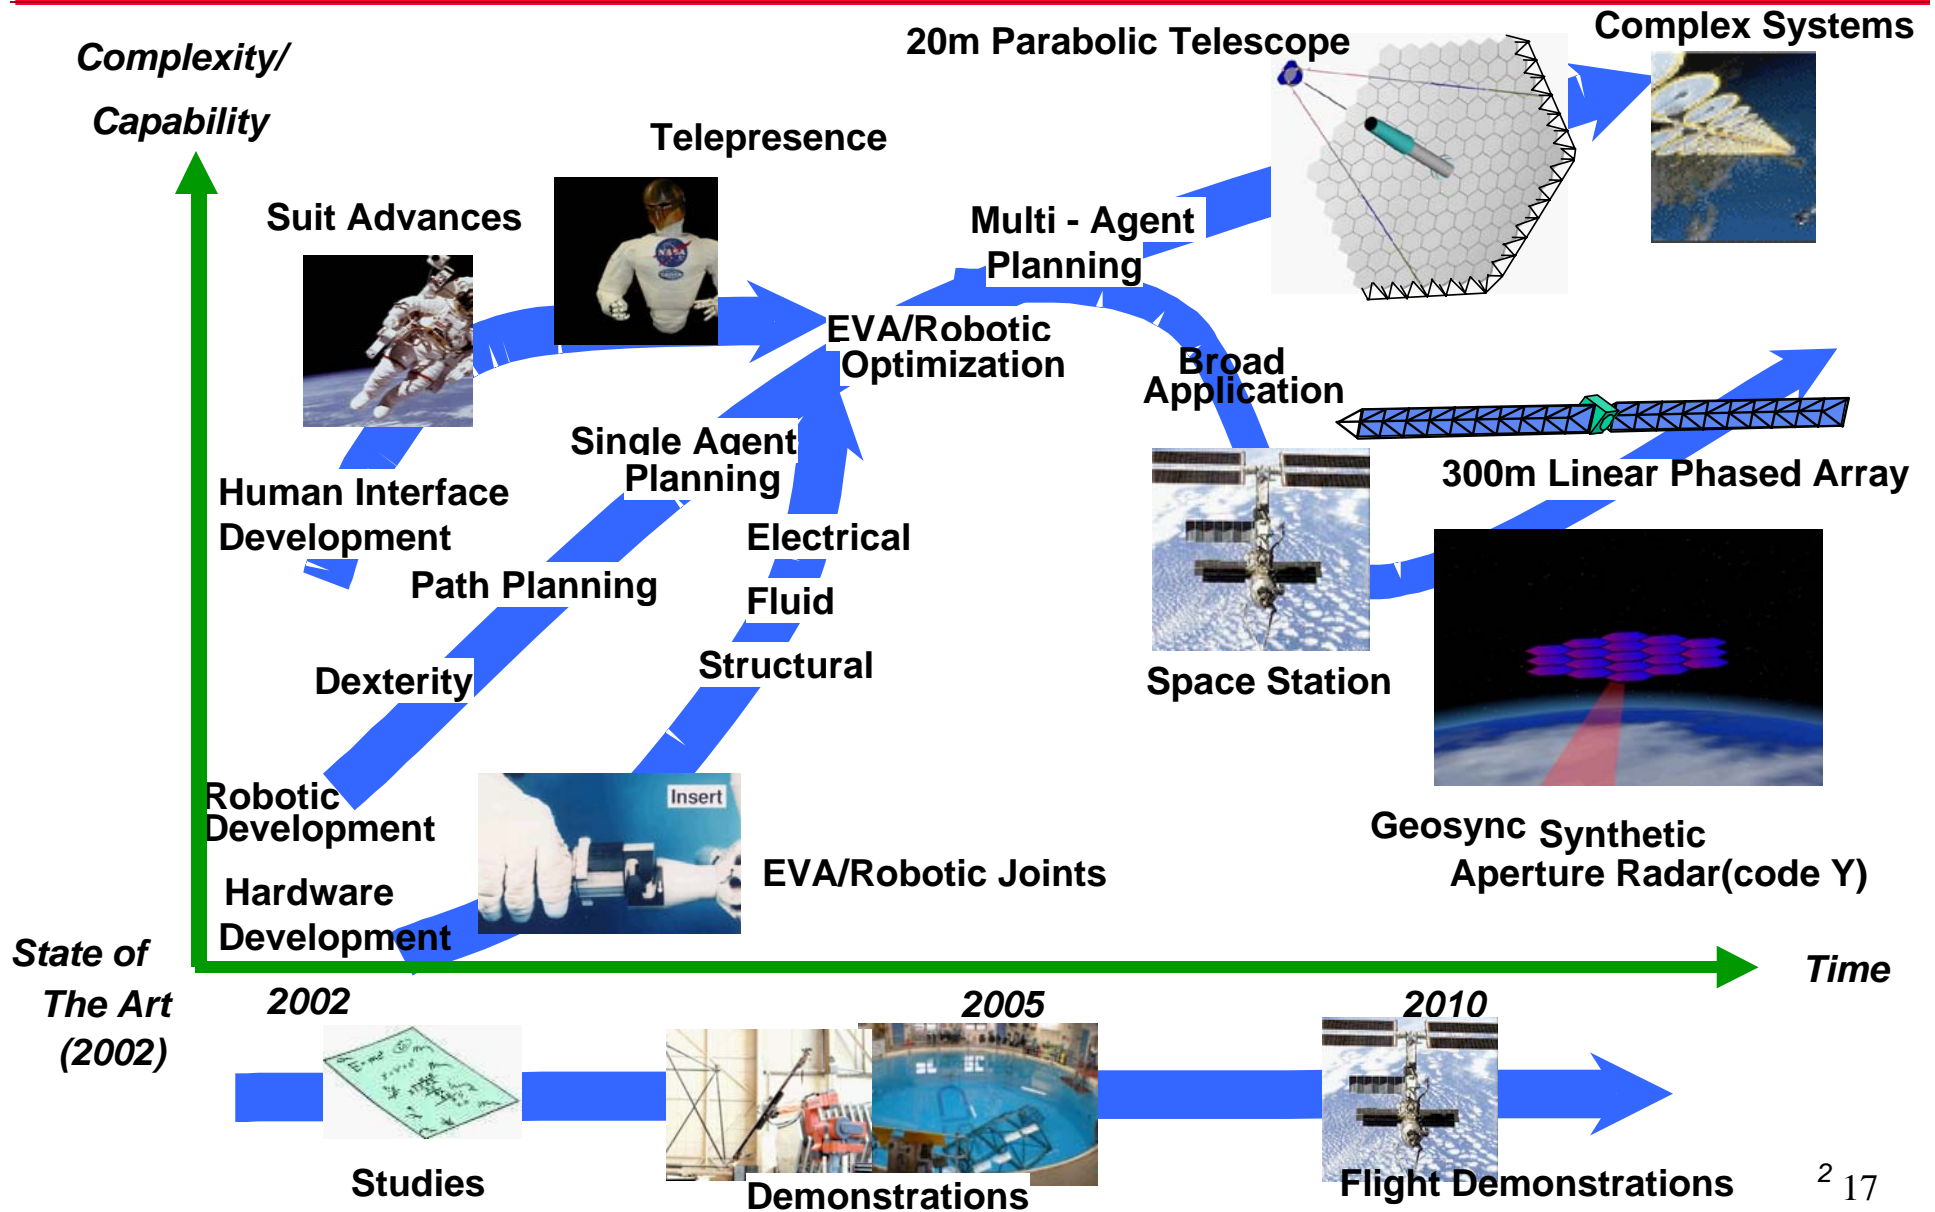 Complexity/
Capability
20m Parabolic Telescope
Complex Systems
Telepresence
Suit Advances
NASA
Multi - Agent
Planning
EVA/Robotic
Optimization
Broad
Application
Single Agent
Planning
300m Linear Phased Array
Human Interface
Development
Electrical
Path Planning
Fluid
Structural
Dexterity
Space Station
Robotic
Development
Insert
Geosync Synthetic
Aperture Radar(code Y)
EVA/Robotic Joints
Hardware
Development
State of
The Art
(2002)
Time
2002
2005
2010
Studies
Demonstrations
Flight Demonstrations
2
17